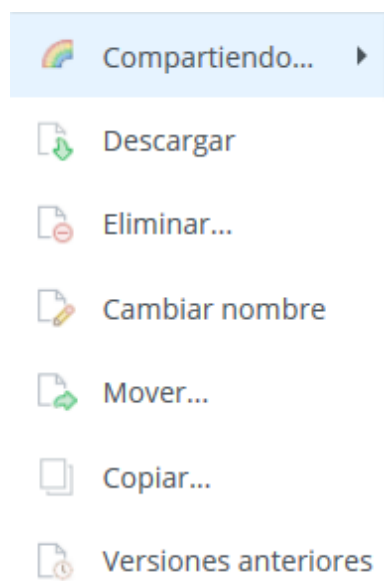 Compartiendo...
Descargar
Eliminar...
Cambiar nombre
Mover...
Copiar...
Versiones anteriores